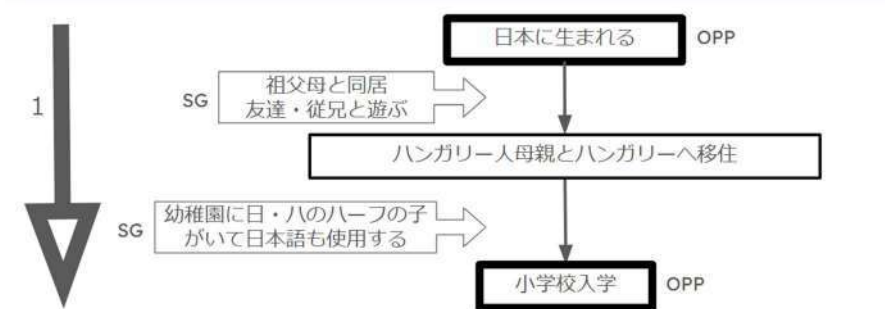 日本に生まれる
OPP
SG
祖父母と同居
友達・従兄と遊ぶ
1
ハンガリー人母親とハンガリーへ移住
SG
幼稚園に日・ハのハーフの子
がいて日本語も使用する
小学校入学
OPP